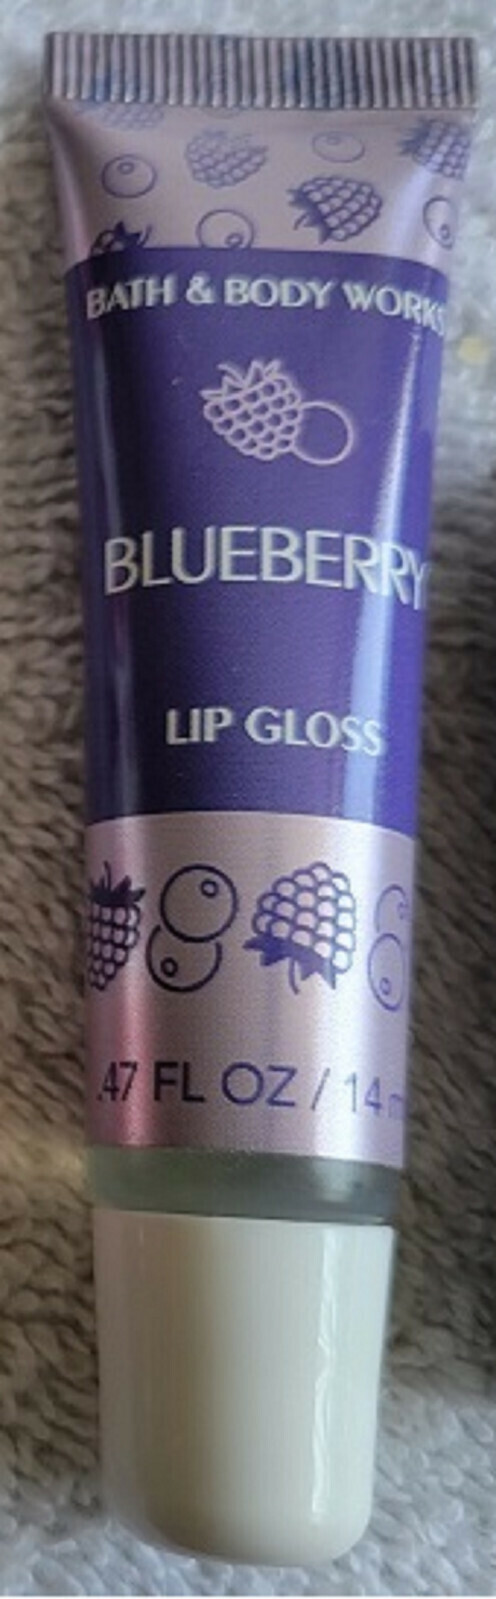 BATH & BODY WORKS
BLUEBERRY
LIP GLOSS
.47 FL OZ / 14 m